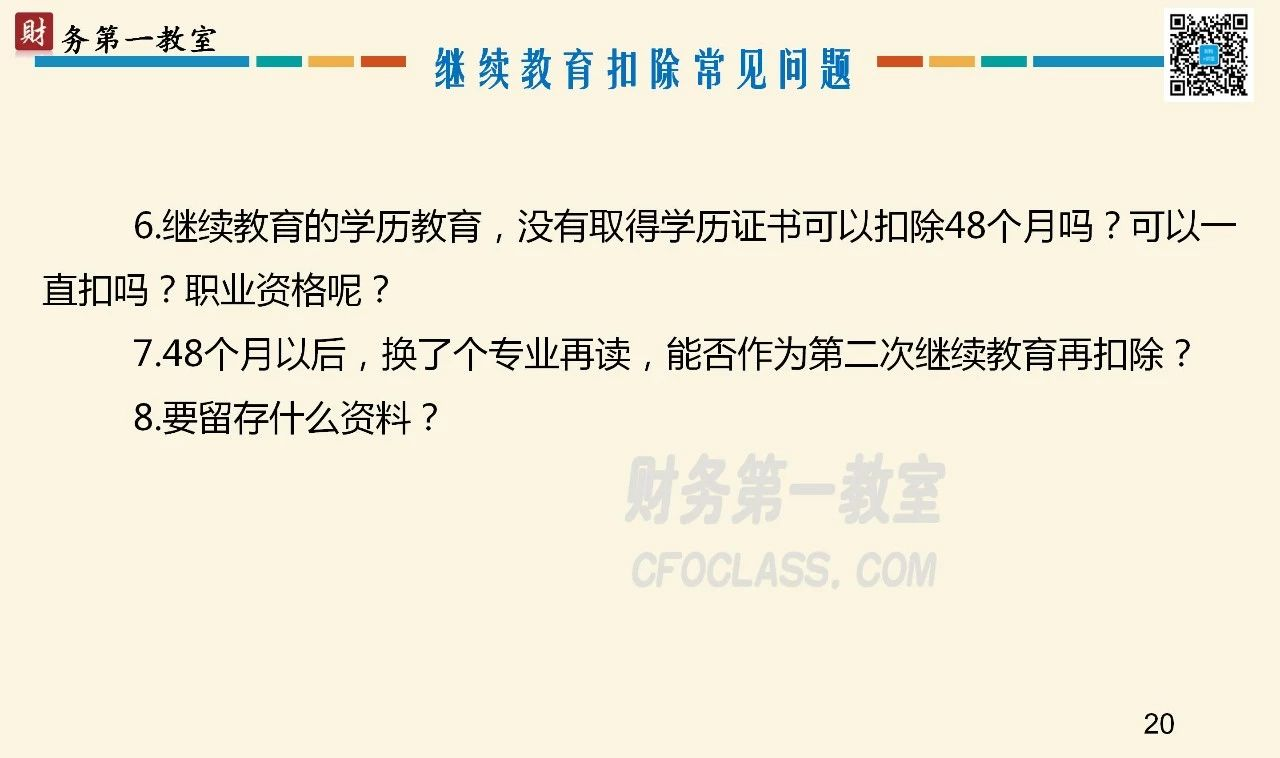 财务第一教室
继续教育扣除常见问题
6.继续教育的学历教育，没有取得学历证书可以扣除48个月吗？可以一
直扣吗？职业资格呢？
7.48个月以后，换了个专业再读，能否作为第二次继续教育再扣除？
8.要留存什么资料？
财务第一教室
CFOCLASS.COM
20